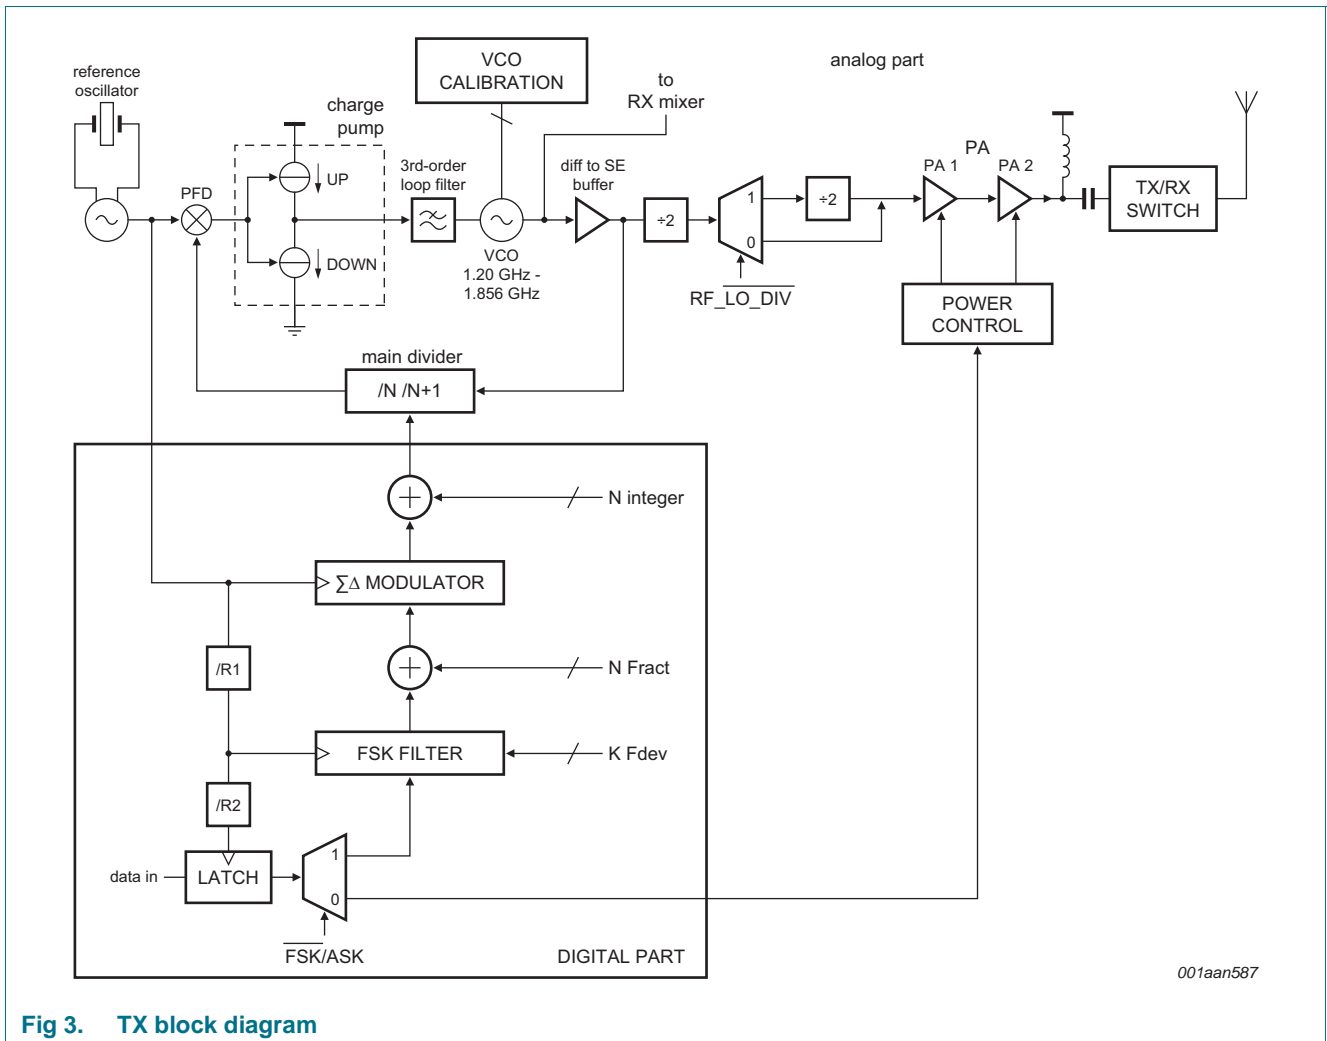 reference
oscillator
VCO
CALIBRATION
to
RX mixer
analog part
charge
pump
PFD
UP
DOWN
3rd-order
loop filter
VCO
1.20 GHz -
1.856 GHz
diff to SE
buffer
÷2
1
0
RF_LO_DIV
÷2
PA
PA 1
PA 2
TX/RX
SWITCH
POWER
CONTROL
main divider
/N /N+1
N integer
∑∆ MODULATOR
/R1
N Fract
FSK FILTER
K Fdev
/R2
data in
LATCH
1
0
FSK/ASK
DIGITAL PART
001aan587
Fig 3. TX block diagram